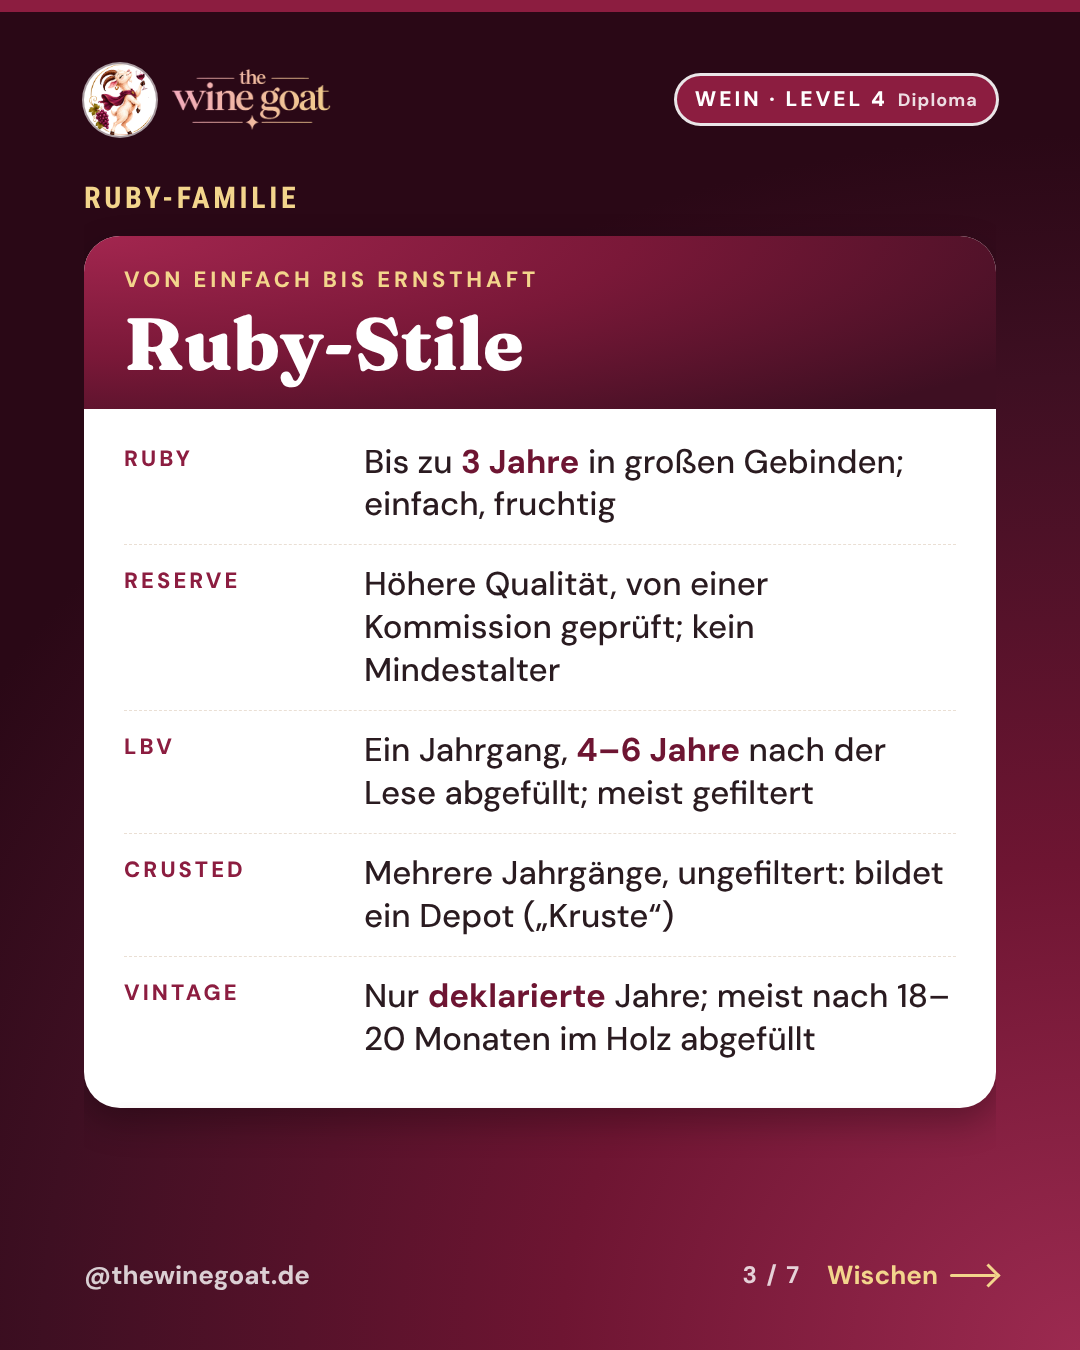 the
wine goat
WEIN · LEVEL 4 Diploma
RUBY-FAMILIE
VON EINFACH BIS ERNSTHAFT
Ruby-Stile
RUBY
Bis zu 3 Jahre in großen Gebinden;
einfach, fruchtig
RESERVE
Höhere Qualität, von einer
Kommission geprüft; kein
Mindestalter
LBV
Ein Jahrgang, 4–6 Jahre nach der
Lese abgefüllt; meist gefiltert
CRUSTED
Mehrere Jahrgänge, ungefiltert: bildet
ein Depot („Kruste“)
VINTAGE
Nur deklarierte Jahre; meist nach 18–
20 Monaten im Holz abgefüllt
@thewinegoat.de
3 / 7 Wischen